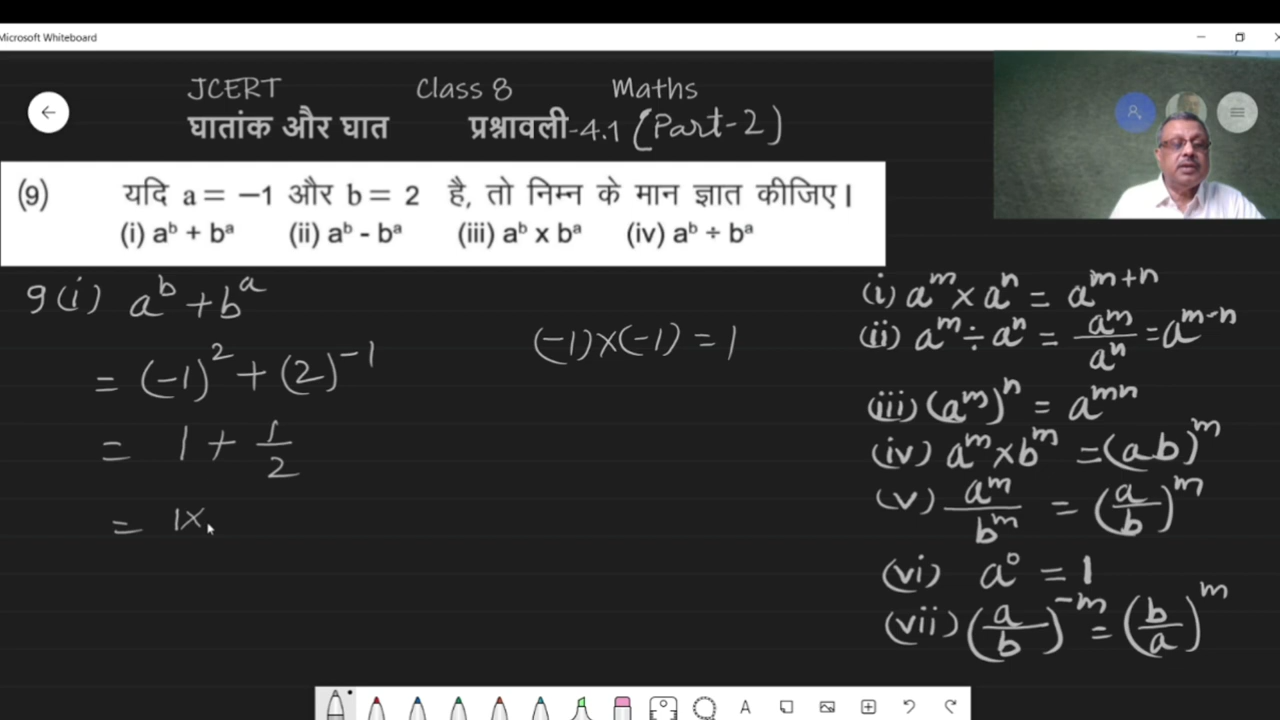 Microsoft Whiteboard
JCERT Class 8 Maths
घातांक और घात प्रश्नावली-4.1 (Part-2)
(9) यदि a = −1 और b = 2 है, तो निम्न के मान ज्ञात कीजिए।
(i) aᵇ + bᵃ (ii) aᵇ - bᵃ (iii) aᵇ x bᵃ (iv) aᵇ ÷ bᵃ
9(i) aᵇ + bᵃ
= (-1)² + (2)⁻¹
(-1)×(-1) = 1
= 1 + 1/2
= 1×
(i) aᵐ × aⁿ = aᵐ⁺ⁿ
(ii) aᵐ ÷ aⁿ = aᵐ/aⁿ = aᵐ⁻ⁿ
(iii) (aᵐ)ⁿ = aᵐⁿ
(iv) aᵐ × bᵐ = (ab)ᵐ
(v) aᵐ/bᵐ = (a/b)ᵐ
(vi) a⁰ = 1
(vii) (a/b)⁻ᵐ = (b/a)ᵐ
A